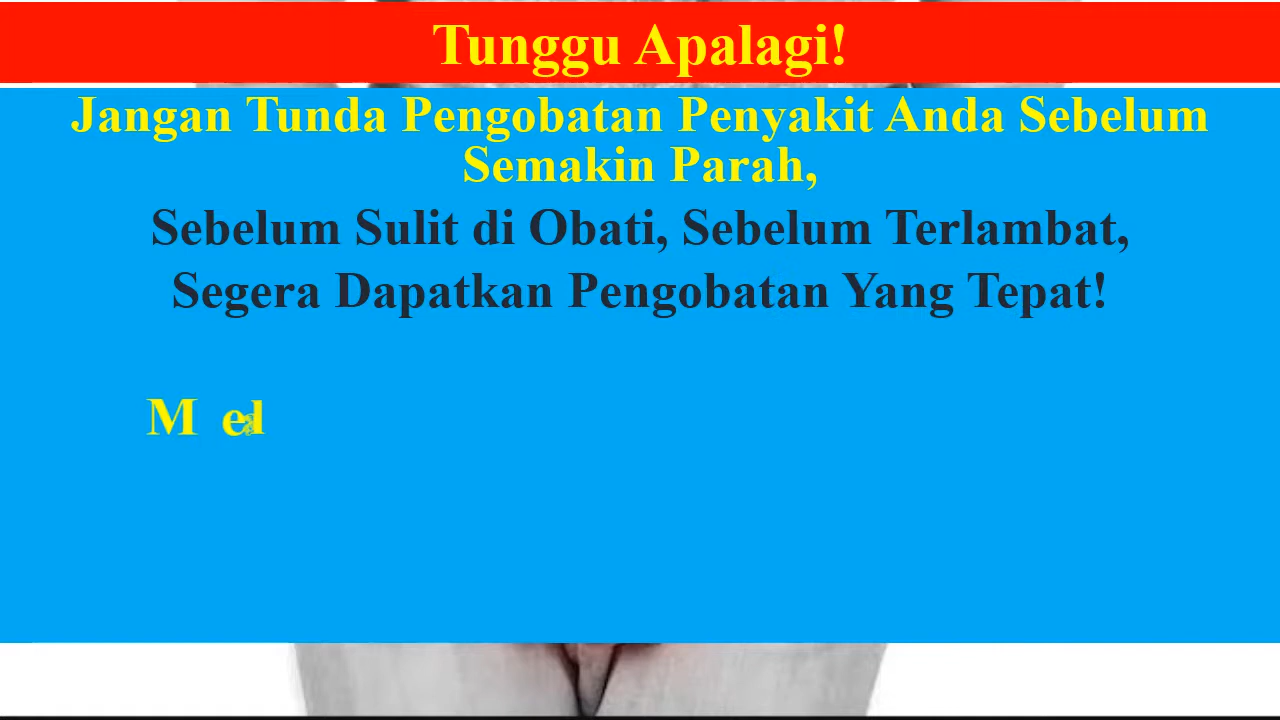 Tunggu Apalagi!
Jangan Tunda Pengobatan Penyakit Anda Sebelum
Semakin Parah,
Sebelum Sulit di Obati, Sebelum Terlambat,
Segera Dapatkan Pengobatan Yang Tepat!